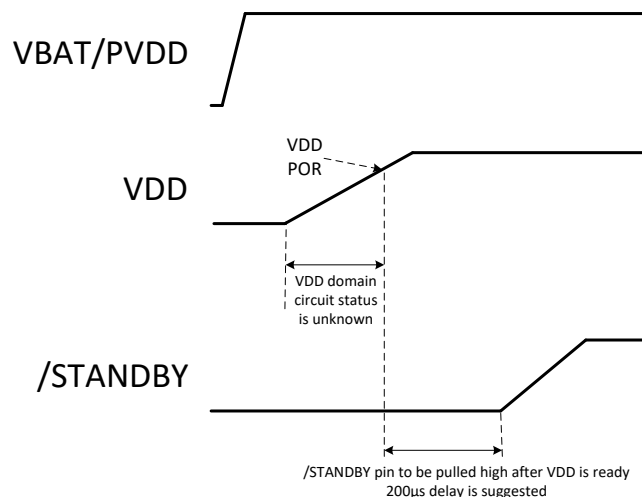 VBAT/PVDD
VDD
POR
VDD
VDD domain
circuit status
is unknown
/STANDBY
/STANDBY pin to be pulled high after VDD is ready
200µs delay is suggested